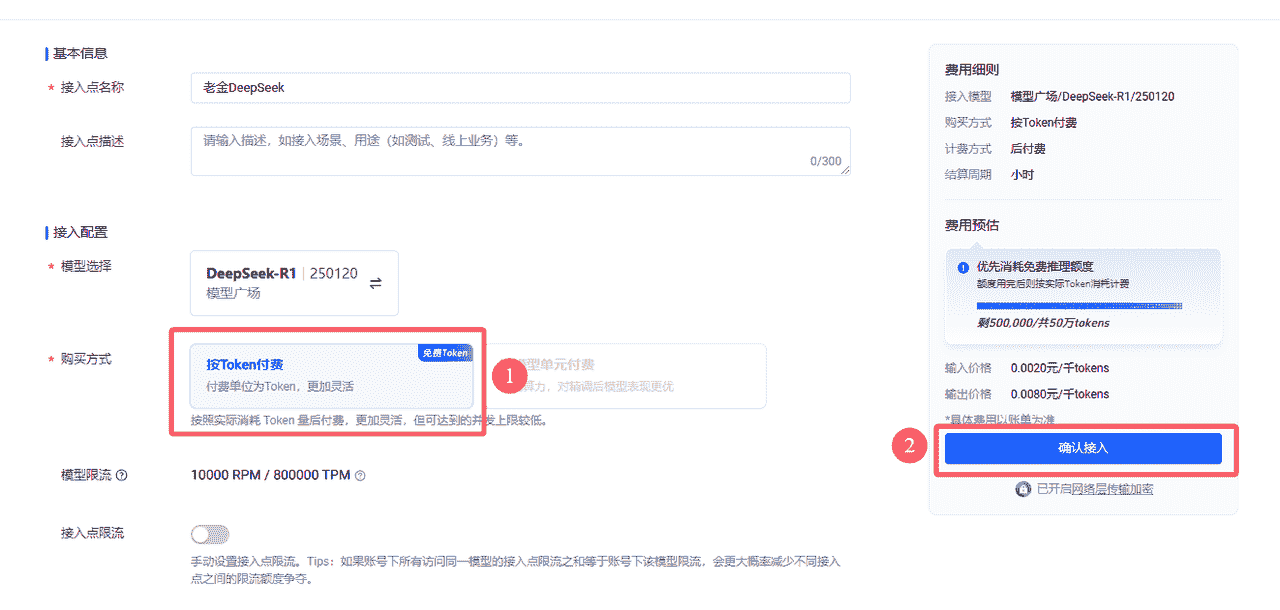 基本信息
* 接入点名称
老金DeepSeek
接入点描述
请输入描述，如接入场景、用途（如测试、线上业务）等。
0/300
接入配置
* 模型选择
DeepSeek-R1 | 250120
模型广场
* 购买方式
按Token付费
免费Token
付费单位为Token，更加灵活
模型单元付费
算力，对精调后模型表现更优
按照实际消耗 Token 量后付费，更加灵活，但可达到的并发上限较低。
1
模型限流
10000 RPM / 800000 TPM
接入点限流
手动设置接入点限流。Tips：如果账号下所有访问同一模型的接入点限流之和等于账号下该模型限流，会更大概率减少不同接入
点之间的限流额度争夺。
费用细则
接入模型 模型广场/DeepSeek-R1/250120
购买方式 按Token付费
计费方式 后付费
结算周期 小时
费用预估
优先消耗免费推理额度
额度用完后则按实际Token消耗计费
剩500,000/共50万tokens
输入价格 0.0020元/千tokens
输出价格 0.0080元/千tokens
*具体费用以账单为准
2
确认接入
已开启网络层传输加密